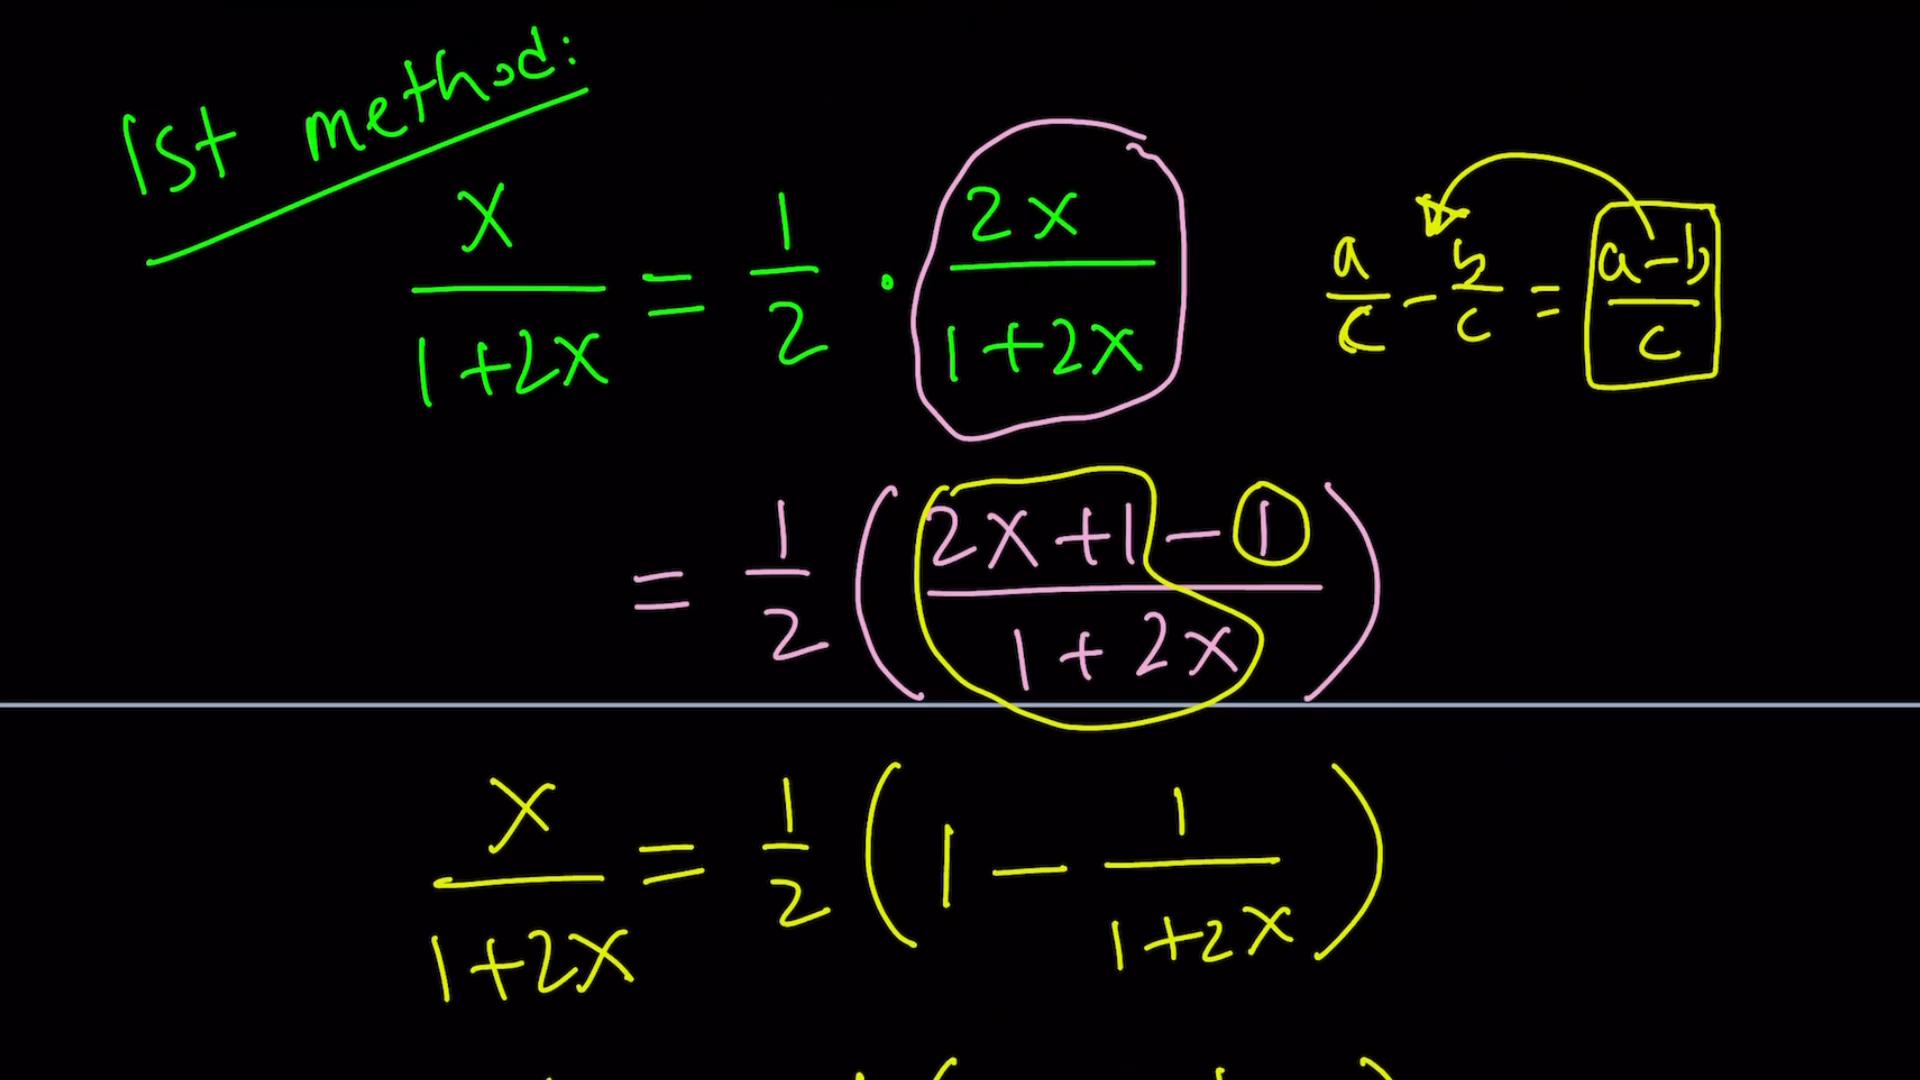 1st method:
x/(1+2x) = 1/2 · 2x/(1+2x)
a/c - b/c = (a-b)/c
= 1/2 ( (2x+1-1)/(1+2x) )
x/(1+2x) = 1/2 ( 1 - 1/(1+2x) )